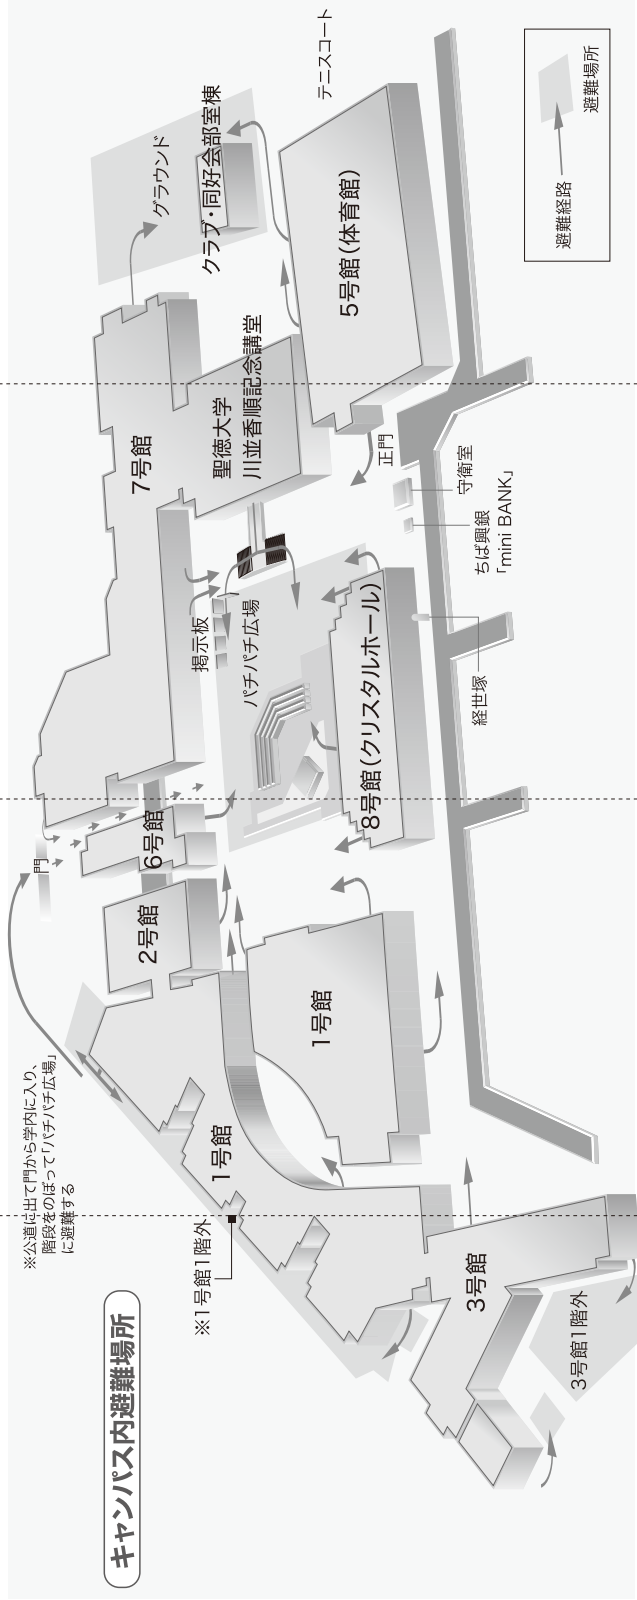 キャンパス内避難場所
※公道に出て門から学内に入り、
階段をのぼって「パチパチ広場」
に避難する
門
※1号館1階外
1号館
2号館
6号館
7号館
グラウンド
クラブ・同好会部室棟
聖徳大学
川並香順記念講堂
掲示板
パチパチ広場
1号館
8号館(クリスタルホール)
5号館(体育館)
テニスコート
正門
守衛室
ちば興銀
「mini BANK」
経世塚
3号館
3号館1階外
避難経路
避難場所